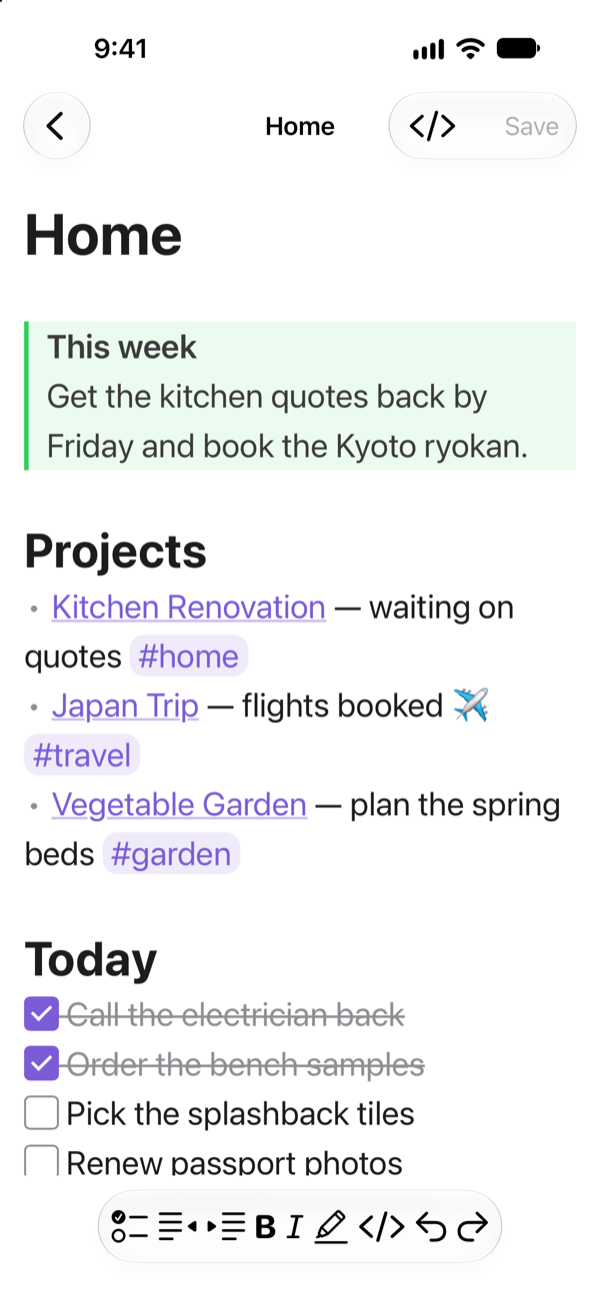 9:41
Home
</> Save
Home
This week
Get the kitchen quotes back by
Friday and book the Kyoto ryokan.
Projects
• Kitchen Renovation — waiting on
quotes #home
• Japan Trip — flights booked ✈️
#travel
• Vegetable Garden — plan the spring
beds #garden
Today
Call the electrician back
Order the bench samples
Pick the splashback tiles
Renew passport photos
B I </>